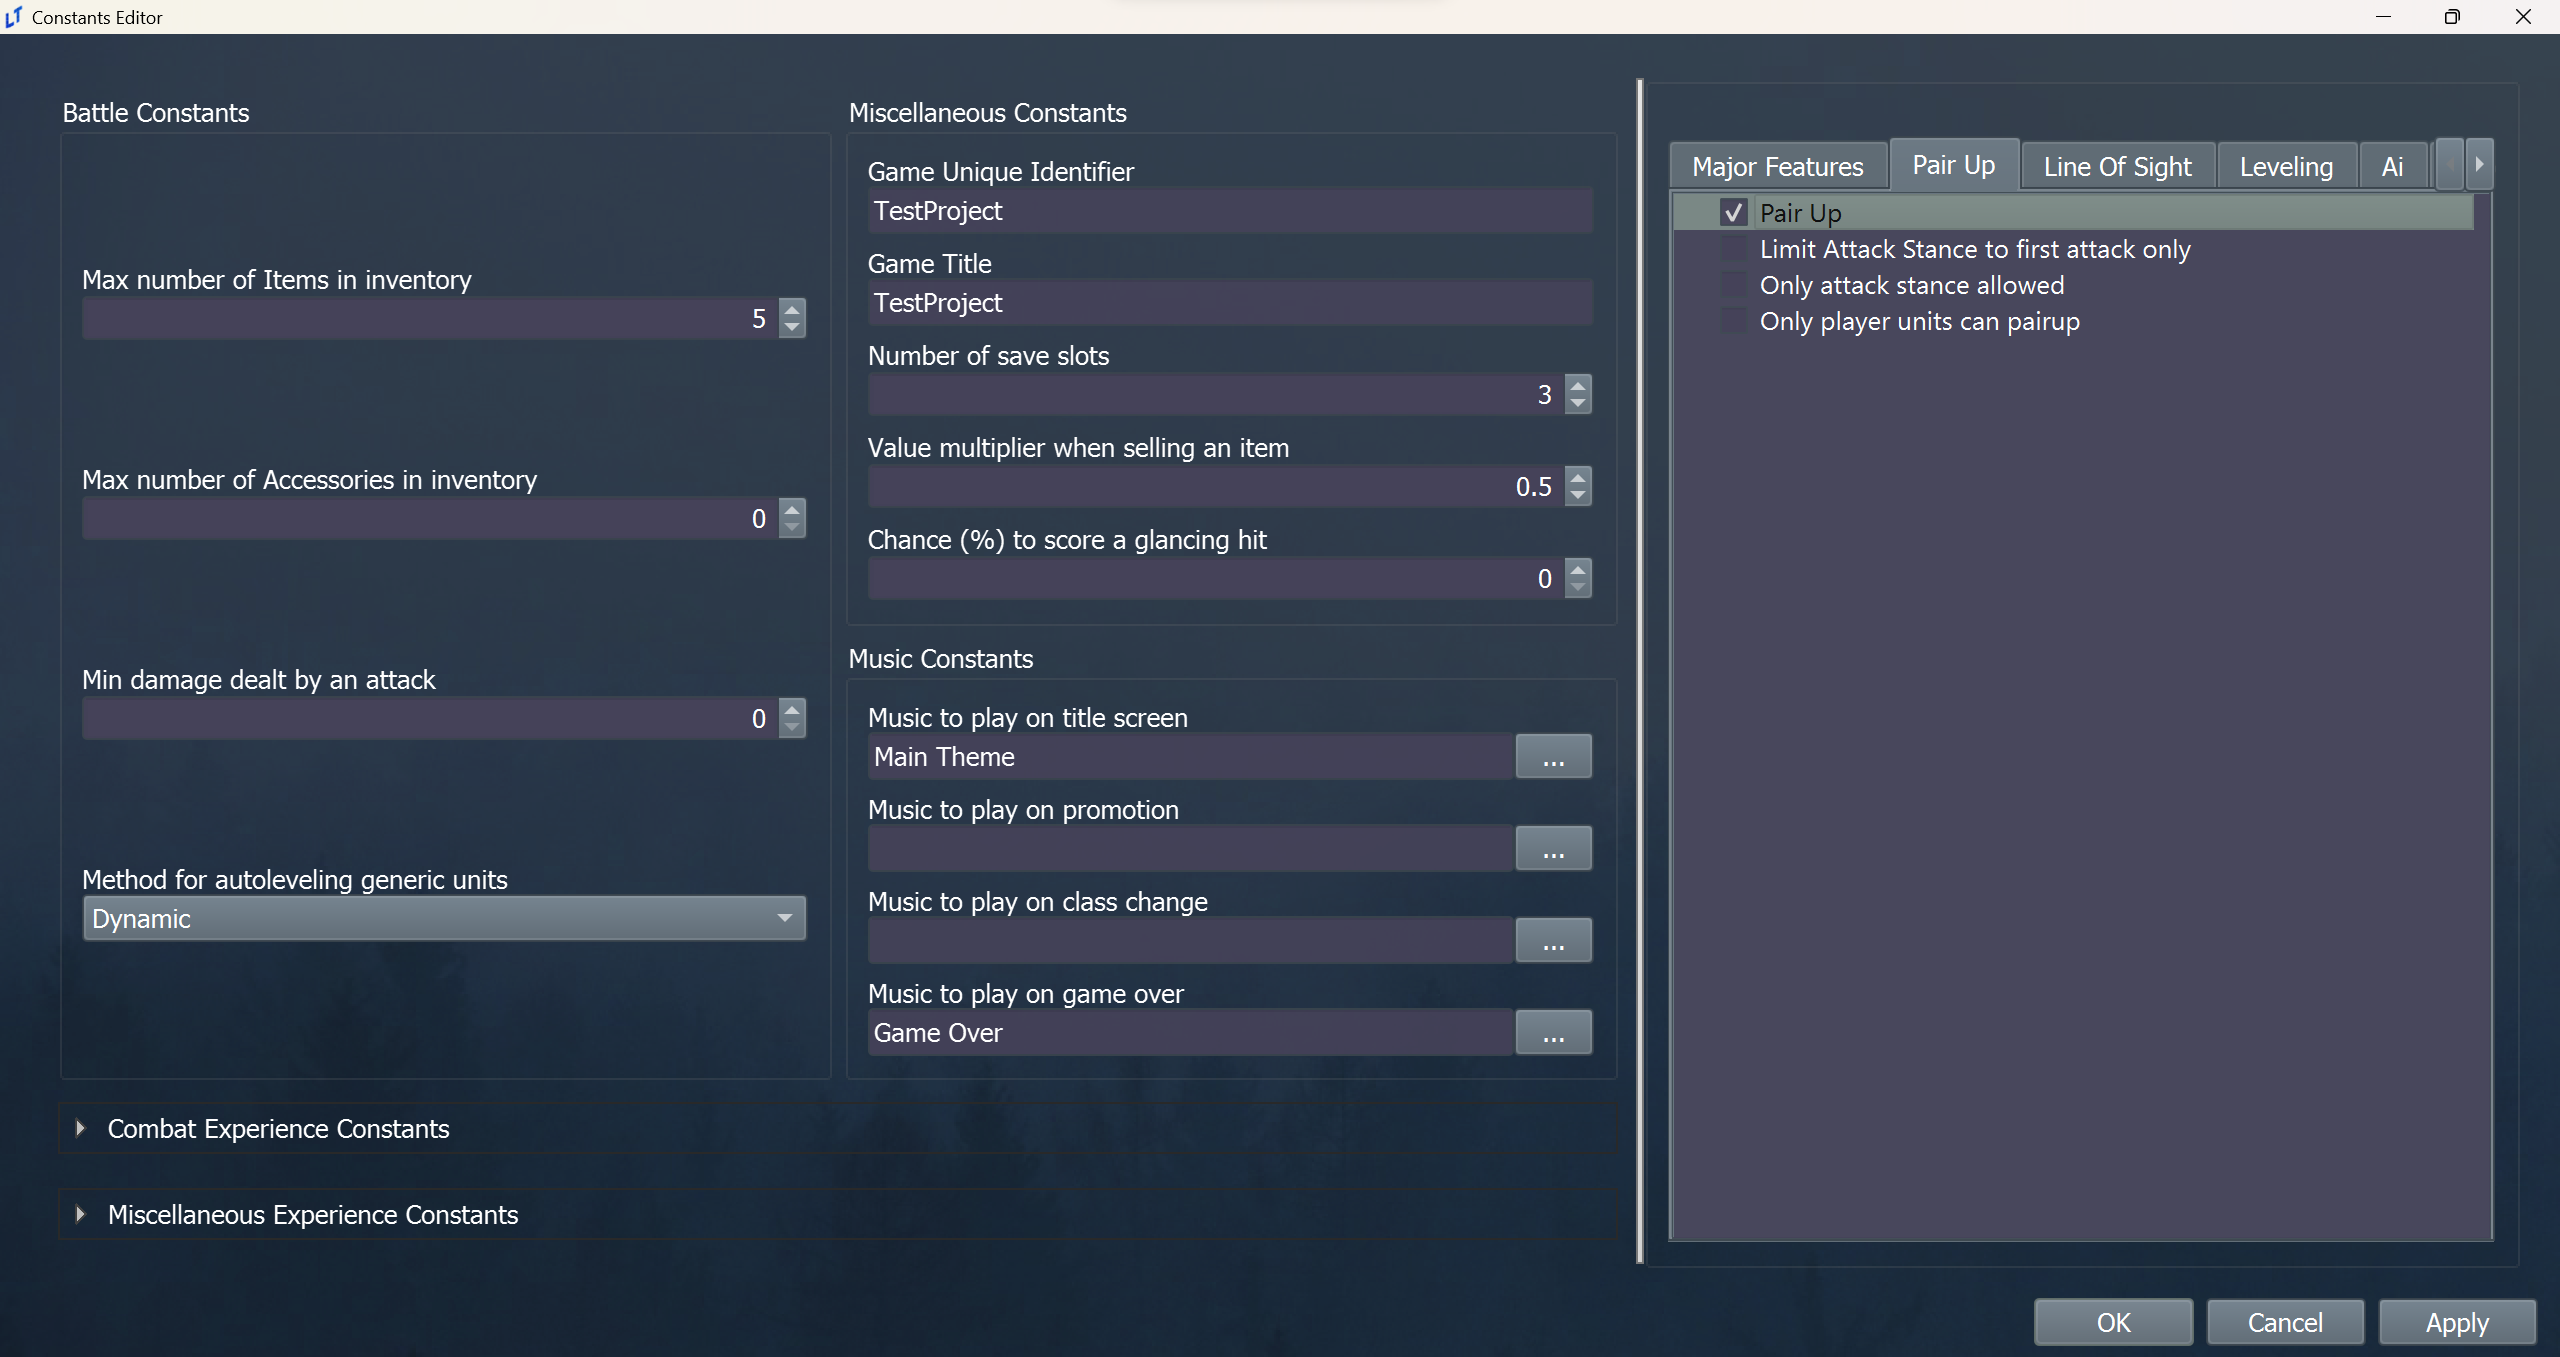 LT Constants Editor
Battle Constants
Max number of Items in inventory
5
Max number of Accessories in inventory
0
Min damage dealt by an attack
0
Method for autoleveling generic units
Dynamic
Miscellaneous Constants
Game Unique Identifier
TestProject
Game Title
TestProject
Number of save slots
3
Value multiplier when selling an item
0.5
Chance (%) to score a glancing hit
0
Music Constants
Music to play on title screen
Main Theme ...
Music to play on promotion
...
Music to play on class change
...
Music to play on game over
Game Over ...
Combat Experience Constants
Miscellaneous Experience Constants
Major Features Pair Up Line Of Sight Leveling Ai
Pair Up
Limit Attack Stance to first attack only
Only attack stance allowed
Only player units can pairup
OK Cancel Apply